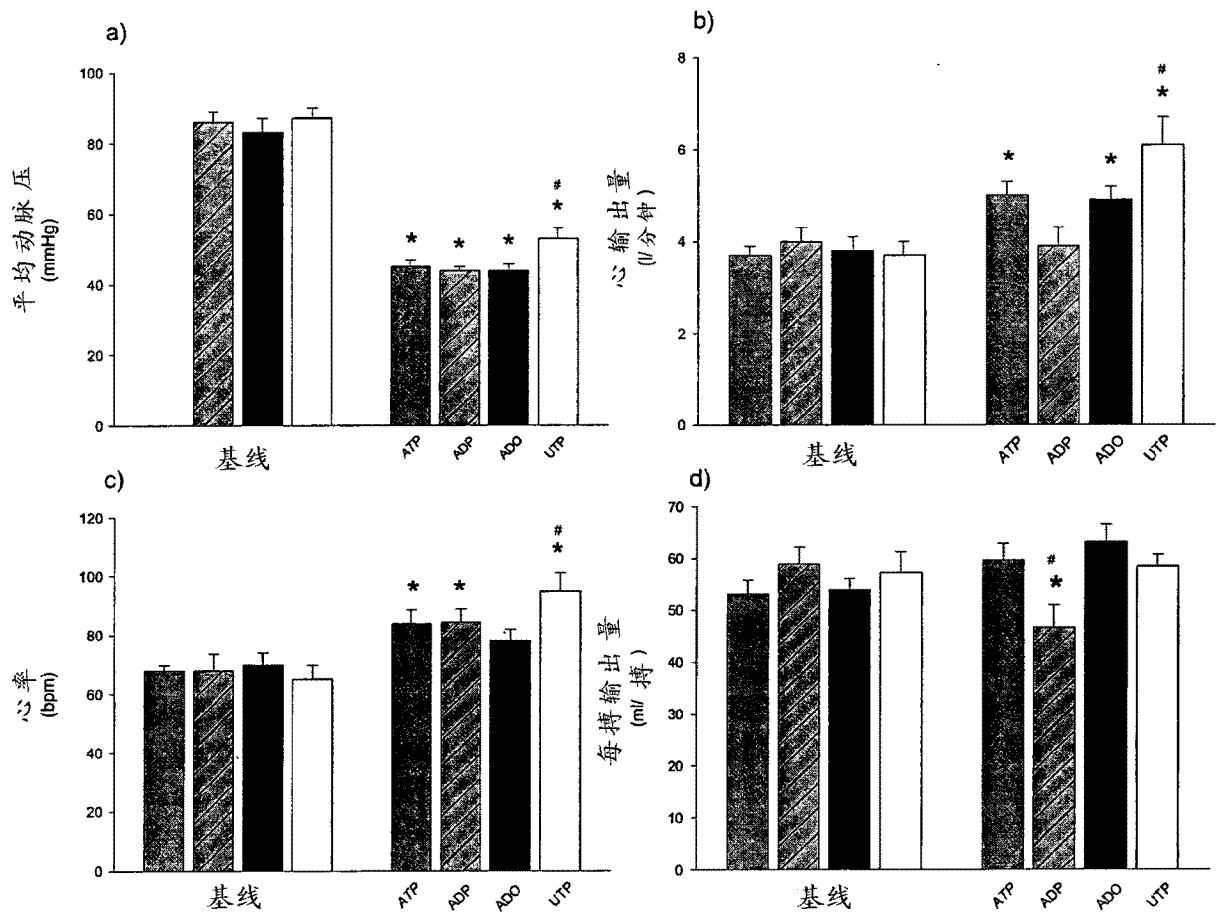 a)
平均动脉压
(mmHg)
100
80
60
40
20
0
*
*
*
#
*
基线
ATP
ADP
ADO
UTP
b)
心输出量
(l/分钟)
8
6
4
2
0
*
*
#
*
基线
ATP
ADP
ADO
UTP
c)
心率
(bpm)
120
100
80
60
40
20
0
*
*
#
*
基线
ATP
ADP
ADO
UTP
d)
每搏输出量
(ml/搏)
70
60
50
40
30
20
10
0
#
*
基线
ATP
ADP
ADO
UTP